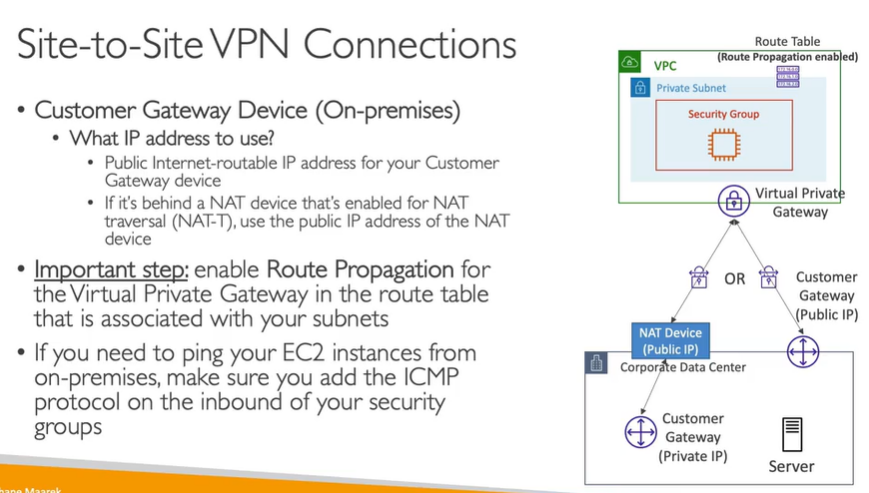 Site-to-Site VPN Connections
• Customer Gateway Device (On-premises)
• What IP address to use?
• Public Internet-routable IP address for your Customer
Gateway device
• If it's behind a NAT device that's enabled for NAT
traversal (NAT-T), use the public IP address of the NAT
device
• Important step: enable Route Propagation for
the Virtual Private Gateway in the route table
that is associated with your subnets
• If you need to ping your EC2 instances from
on-premises, make sure you add the ICMP
protocol on the inbound of your security
groups
Route Table
(Route Propagation enabled)
VPC
Private Subnet
Security Group
Virtual Private
Gateway
OR
Customer
Gateway
(Public IP)
NAT Device
(Public IP)
Corporate Data Center
Customer
Gateway
(Private IP)
Server
Maarek